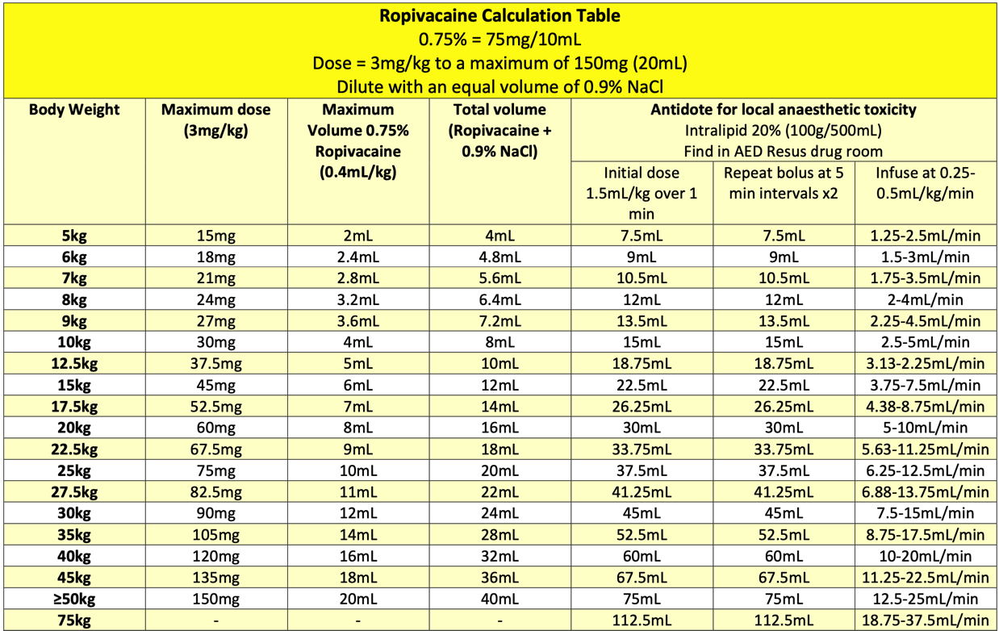 Ropivacaine Calculation Table
0.75% = 75mg/10mL
Dose = 3mg/kg to a maximum of 150mg (20mL)
Dilute with an equal volume of 0.9% NaCl
Body Weight
Maximum dose
(3mg/kg)
Maximum
Volume 0.75%
Ropivacaine
(0.4mL/kg)
Total volume
(Ropivacaine +
0.9% NaCl)
Antidote for local anaesthetic toxicity
Intralipid 20% (100g/500mL)
Find in AED Resus drug room
Initial dose
1.5mL/kg over 1
min
Repeat bolus at 5
min intervals x2
Infuse at 0.25-
0.5mL/kg/min
5kg 15mg 2mL 4mL 7.5mL 7.5mL 1.25-2.5mL/min
6kg 18mg 2.4mL 4.8mL 9mL 9mL 1.5-3mL/min
7kg 21mg 2.8mL 5.6mL 10.5mL 10.5mL 1.75-3.5mL/min
8kg 24mg 3.2mL 6.4mL 12mL 12mL 2-4mL/min
9kg 27mg 3.6mL 7.2mL 13.5mL 13.5mL 2.25-4.5mL/min
10kg 30mg 4mL 8mL 15mL 15mL 2.5-5mL/min
12.5kg 37.5mg 5mL 10mL 18.75mL 18.75mL 3.13-2.25mL/min
15kg 45mg 6mL 12mL 22.5mL 22.5mL 3.75-7.5mL/min
17.5kg 52.5mg 7mL 14mL 26.25mL 26.25mL 4.38-8.75mL/min
20kg 60mg 8mL 16mL 30mL 30mL 5-10mL/min
22.5kg 67.5mg 9mL 18mL 33.75mL 33.75mL 5.63-11.25mL/min
25kg 75mg 10mL 20mL 37.5mL 37.5mL 6.25-12.5mL/min
27.5kg 82.5mg 11mL 22mL 41.25mL 41.25mL 6.88-13.75mL/min
30kg 90mg 12mL 24mL 45mL 45mL 7.5-15mL/min
35kg 105mg 14mL 28mL 52.5mL 52.5mL 8.75-17.5mL/min
40kg 120mg 16mL 32mL 60mL 60mL 10-20mL/min
45kg 135mg 18mL 36mL 67.5mL 67.5mL 11.25-22.5mL/min
≥50kg 150mg 20mL 40mL 75mL 75mL 12.5-25mL/min
75kg - - - 112.5mL 112.5mL 18.75-37.5mL/min